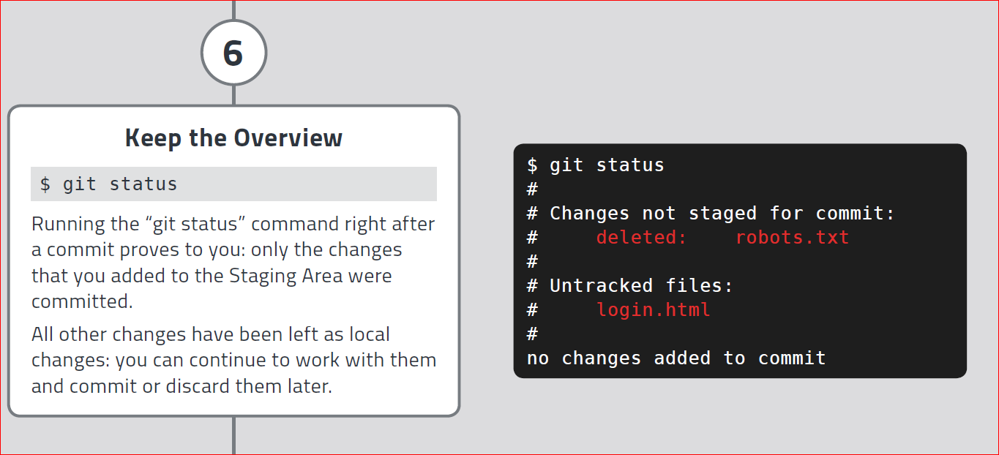 6
Keep the Overview
$ git status
Running the “git status” command right after
a commit proves to you: only the changes
that you added to the Staging Area were
committed.
All other changes have been left as local
changes: you can continue to work with them
and commit or discard them later.
$ git status
#
# Changes not staged for commit:
#     deleted:    robots.txt
#
# Untracked files:
#     login.html
#
no changes added to commit